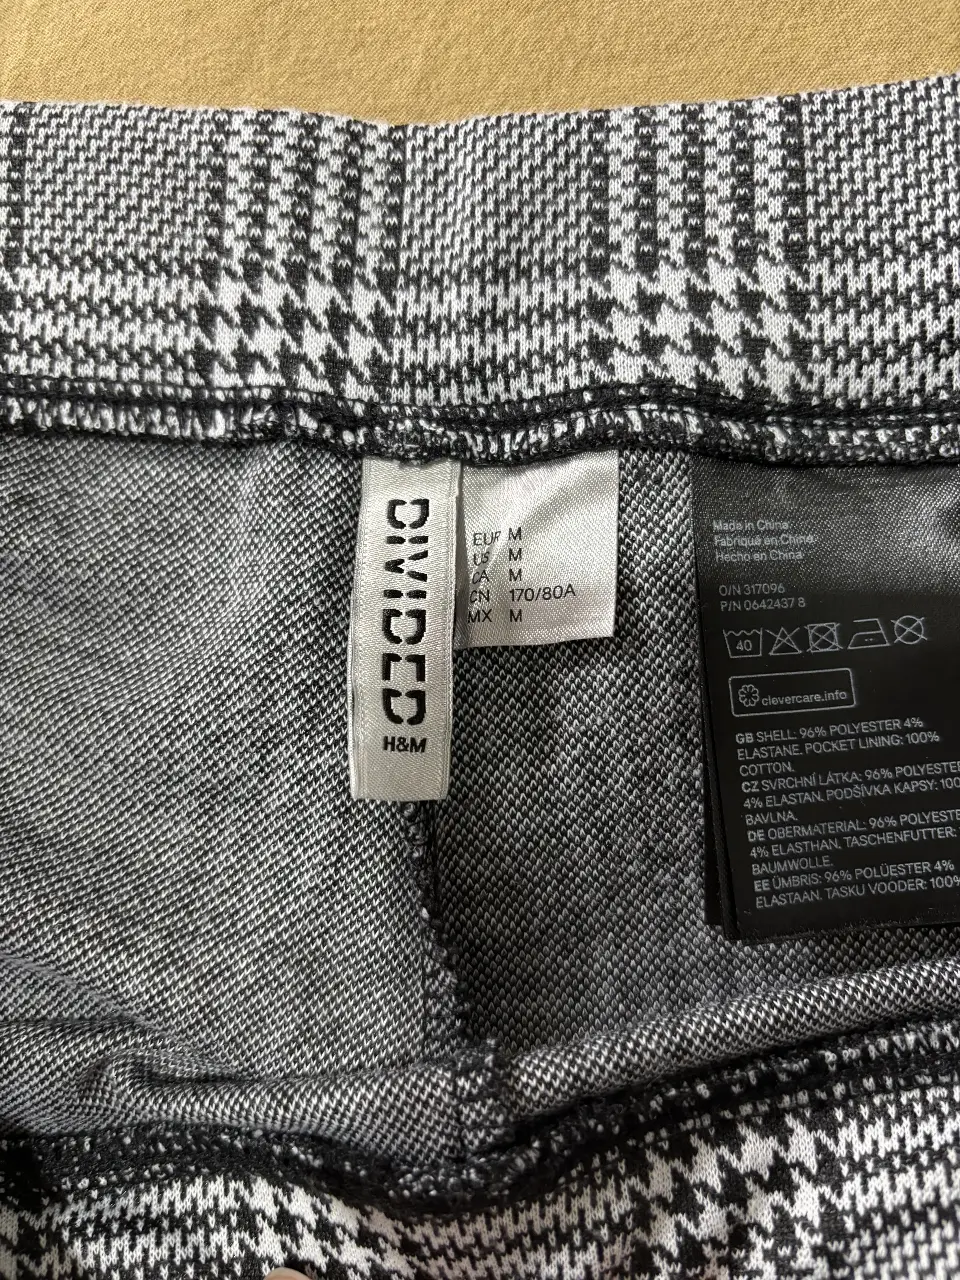 DIVIDED
H&M
EUR M
US M
CA M
CN 170/80A
MX M
Made in China
Fabriqué en Chine
Hecho en China
O/N 317096
P/N 0642437 8
40
clevercare.info
GB SHELL: 96% POLYESTER 4%
ELASTANE. POCKET LINING: 100%
COTTON.
CZ SVRCHNÍ LÁTKA: 96% POLYESTER
4% ELASTAN. PODŠÍVKA KAPSY: 100
BAVLNA.
DE OBERMATERIAL: 96% POLYESTER
4% ELASTHAN. TASCHENFUTTER:
BAUMWOLLE.
EE ÜMBRIS: 96% POLÜESTER 4%
ELASTAAN. TASKU VOODER: 100%